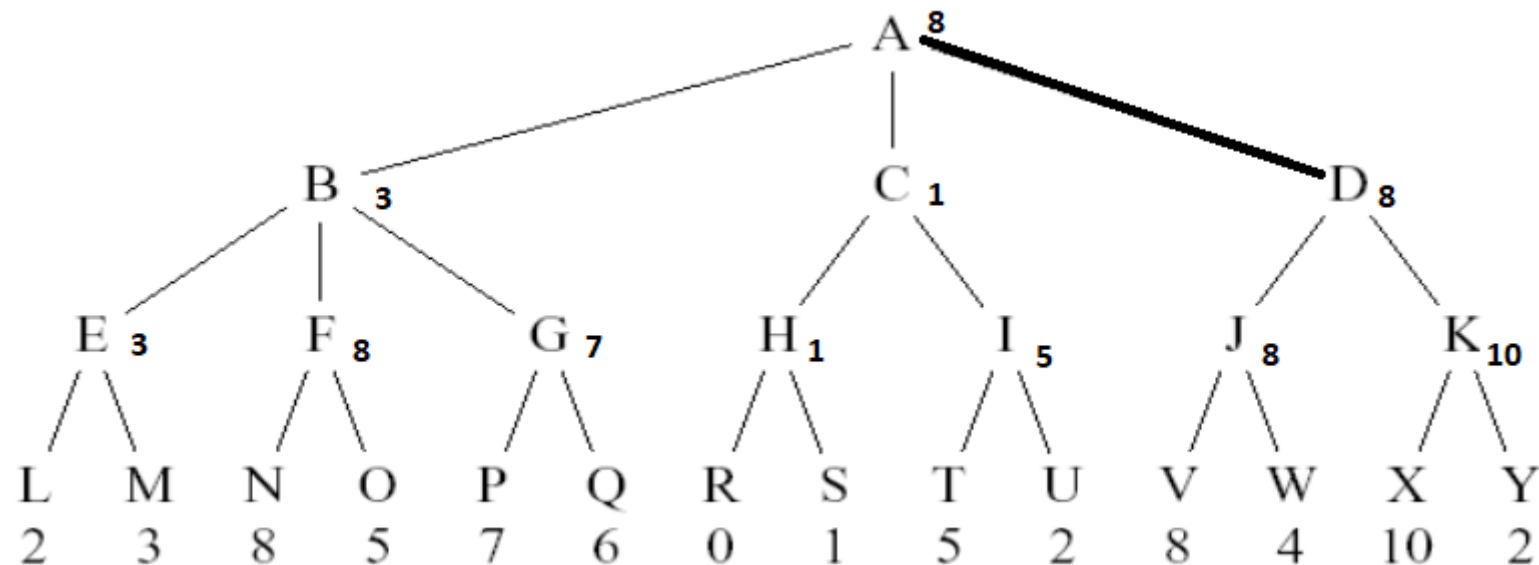 A 8
B 3 C 1 D 8
E 3 F 8 G 7 H 1 I 5 J 8 K 10
L M N O P Q R S T U V W X Y
2 3 8 5 7 6 0 1 5 2 8 4 10 2